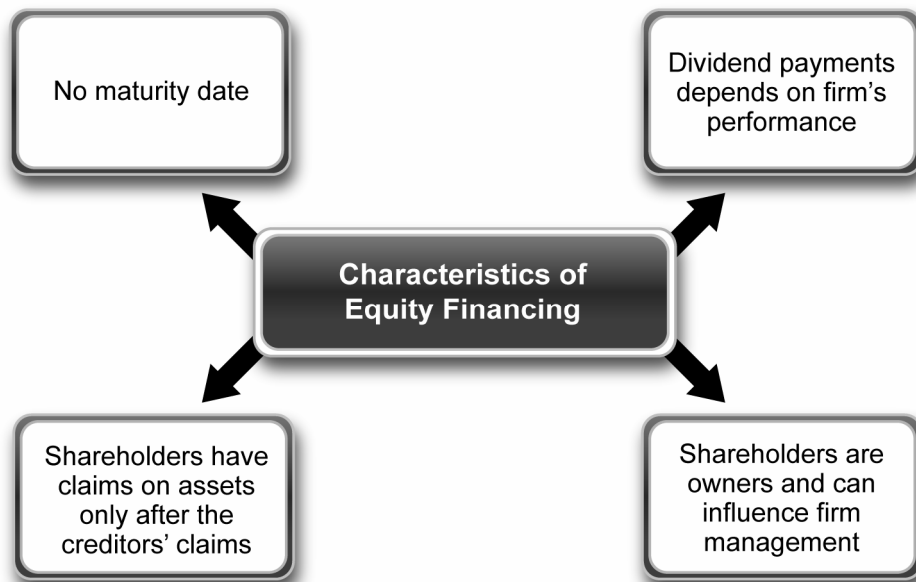 No maturity date
Dividend payments
depends on firm’s
performance
Characteristics of
Equity Financing
Shareholders have
claims on assets
only after the
creditors’ claims
Shareholders are
owners and can
influence firm
management